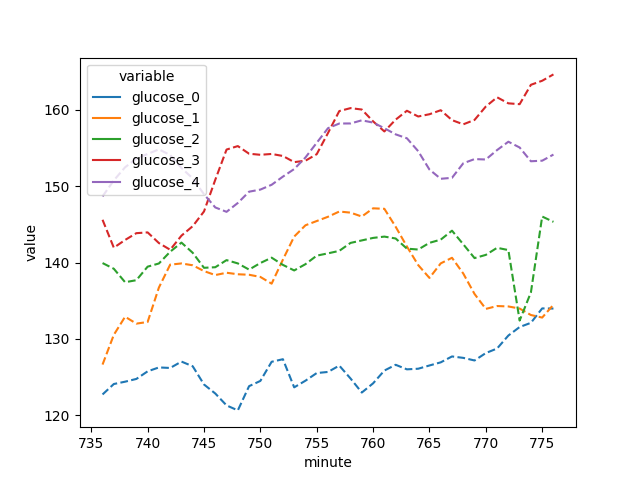 variable
glucose_0
glucose_1
glucose_2
glucose_3
glucose_4
value
160
150
140
130
120
735 740 745 750 755 760 765 770 775
minute